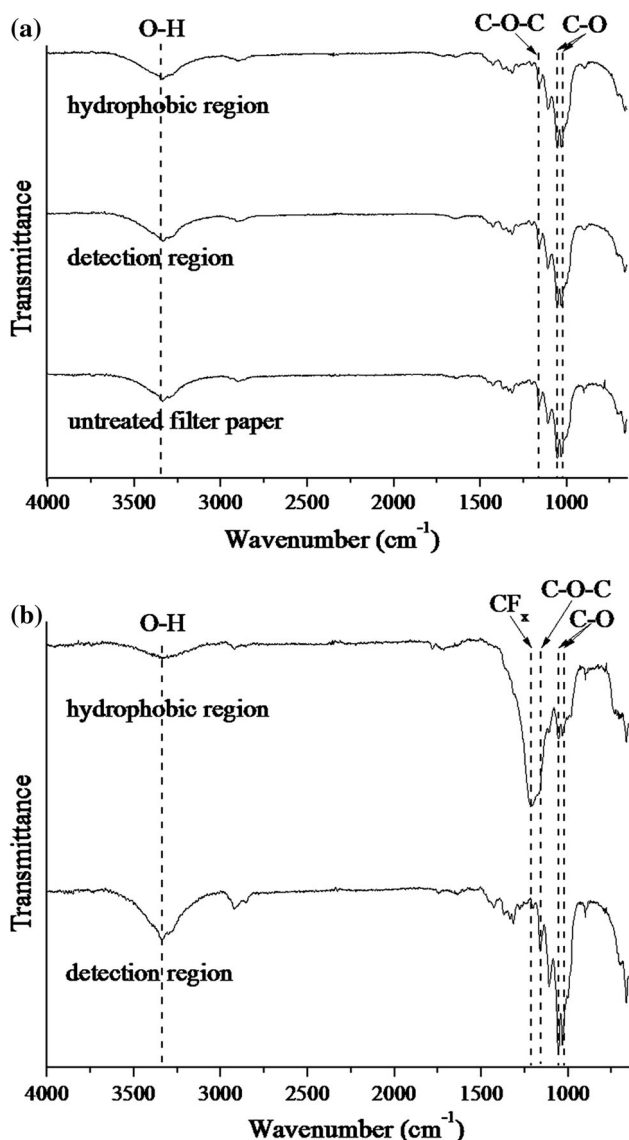 (a)
O-H
C-O-C
C-O
hydrophobic region
detection region
untreated filter paper
Transmittance
4000 3500 3000 2500 2000 1500 1000
Wavenumber (cm⁻¹)
(b)
O-H
CFₓ
C-O-C
C-O
hydrophobic region
detection region
Transmittance
4000 3500 3000 2500 2000 1500 1000
Wavenumber (cm⁻¹)